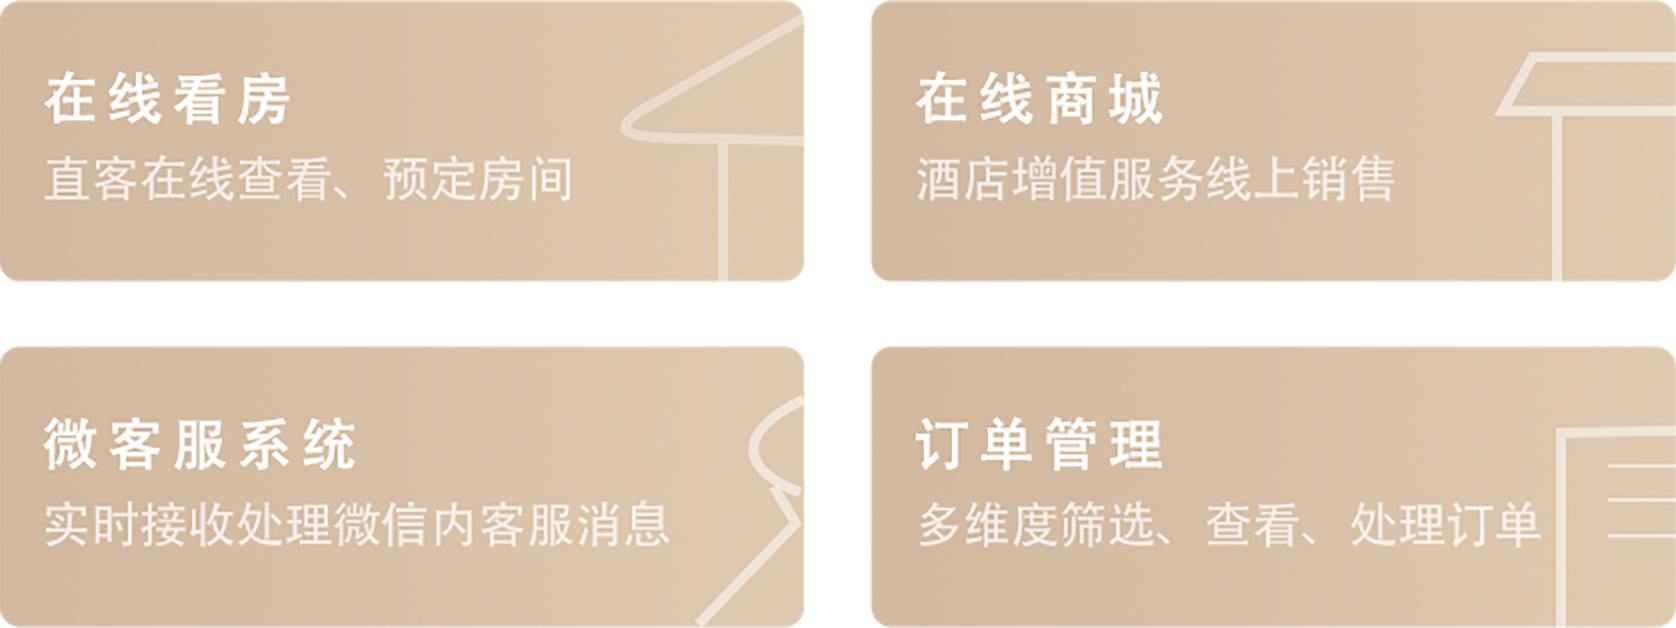 在线看房
直客在线查看、预定房间
在线商城
酒店增值服务线上销售
微客服系统
实时接收处理微信内客服消息
订单管理
多维度筛选、查看、处理订单